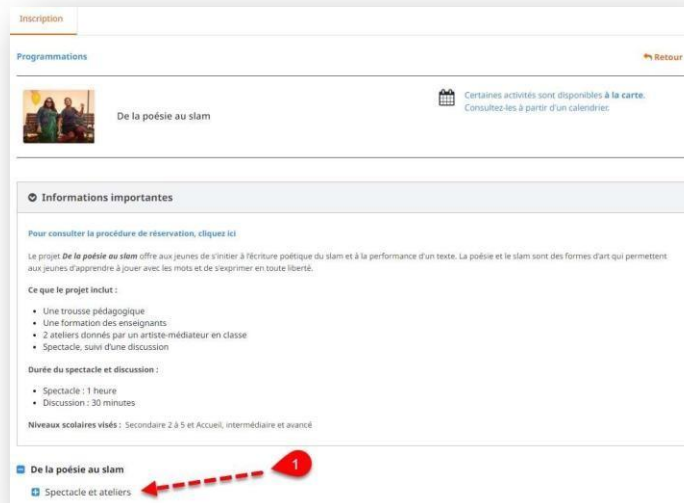 Inscription
Programmations
Retour
De la poésie au slam
Certaines activités sont disponibles à la carte.
Consultez-les à partir d'un calendrier.
Informations importantes
Pour consulter la procédure de réservation, cliquez ici
Le projet De la poésie au slam offre aux jeunes de s'initier à l'écriture poétique du slam et à la performance d'un texte. La poésie et le slam sont des formes d'art qui permettent
aux jeunes d'apprendre à jouer avec les mots et de s'exprimer en toute liberté.
Ce que le projet inclut :
• Une trousse pédagogique
• Une formation des enseignants
• 2 ateliers donnés par un artiste-médiateur en classe
• Spectacle, suivi d'une discussion
Durée du spectacle et discussion :
• Spectacle : 1 heure
• Discussion : 30 minutes
Niveaux scolaires visés : Secondaire 2 à 5 et Accueil, intermédiaire et avancé
De la poésie au slam
1
Spectacle et ateliers